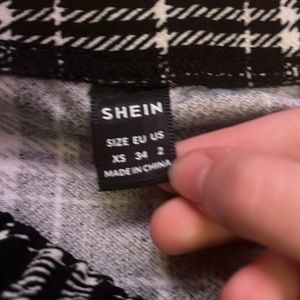 SHEIN
SIZE EU US
XS 34 2
MADE IN CHINA